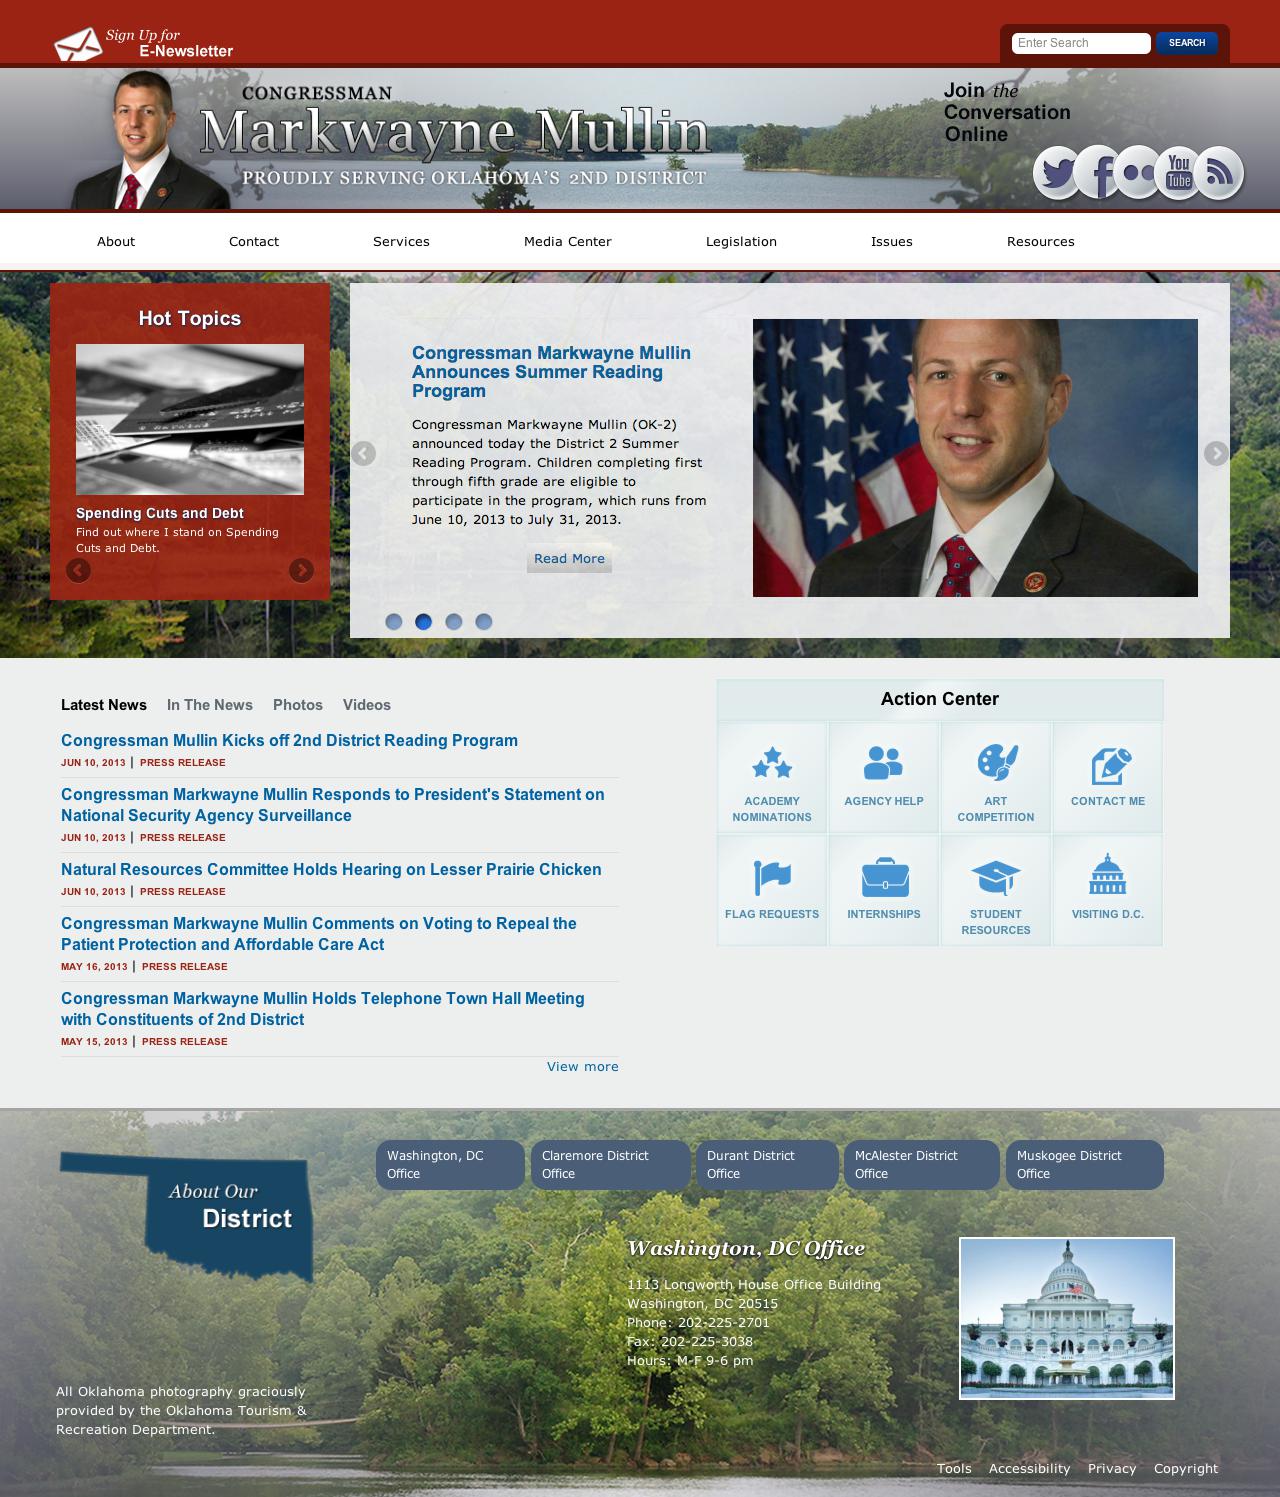 Sign Up for
E-Newsletter
Enter Search
SEARCH
CONGRESSMAN
Markwayne Mullin
PROUDLY SERVING OKLAHOMA'S 2ND DISTRICT
Join the
Conversation
Online
You
Tube
About Contact Services Media Center Legislation Issues Resources
Hot Topics
Spending Cuts and Debt
Find out where I stand on Spending
Cuts and Debt.
Congressman Markwayne Mullin
Announces Summer Reading
Program
Congressman Markwayne Mullin (OK-2)
announced today the District 2 Summer
Reading Program. Children completing first
through fifth grade are eligible to
participate in the program, which runs from
June 10, 2013 to July 31, 2013.
Read More
Latest News In The News Photos Videos
Congressman Mullin Kicks off 2nd District Reading Program
JUN 10, 2013 | PRESS RELEASE
Congressman Markwayne Mullin Responds to President's Statement on
National Security Agency Surveillance
JUN 10, 2013 | PRESS RELEASE
Natural Resources Committee Holds Hearing on Lesser Prairie Chicken
JUN 10, 2013 | PRESS RELEASE
Congressman Markwayne Mullin Comments on Voting to Repeal the
Patient Protection and Affordable Care Act
MAY 16, 2013 | PRESS RELEASE
Congressman Markwayne Mullin Holds Telephone Town Hall Meeting
with Constituents of 2nd District
MAY 15, 2013 | PRESS RELEASE
View more
Action Center
ACADEMY
NOMINATIONS
AGENCY HELP
ART
COMPETITION
CONTACT ME
FLAG REQUESTS
INTERNSHIPS
STUDENT
RESOURCES
VISITING D.C.
About Our
District
Washington, DC
Office
Claremore District
Office
Durant District
Office
McAlester District
Office
Muskogee District
Office
Washington, DC Office
1113 Longworth House Office Building
Washington, DC 20515
Phone: 202-225-2701
Fax: 202-225-3038
Hours: M-F 9-6 pm
All Oklahoma photography graciously
provided by the Oklahoma Tourism &
Recreation Department.
Tools Accessibility Privacy Copyright